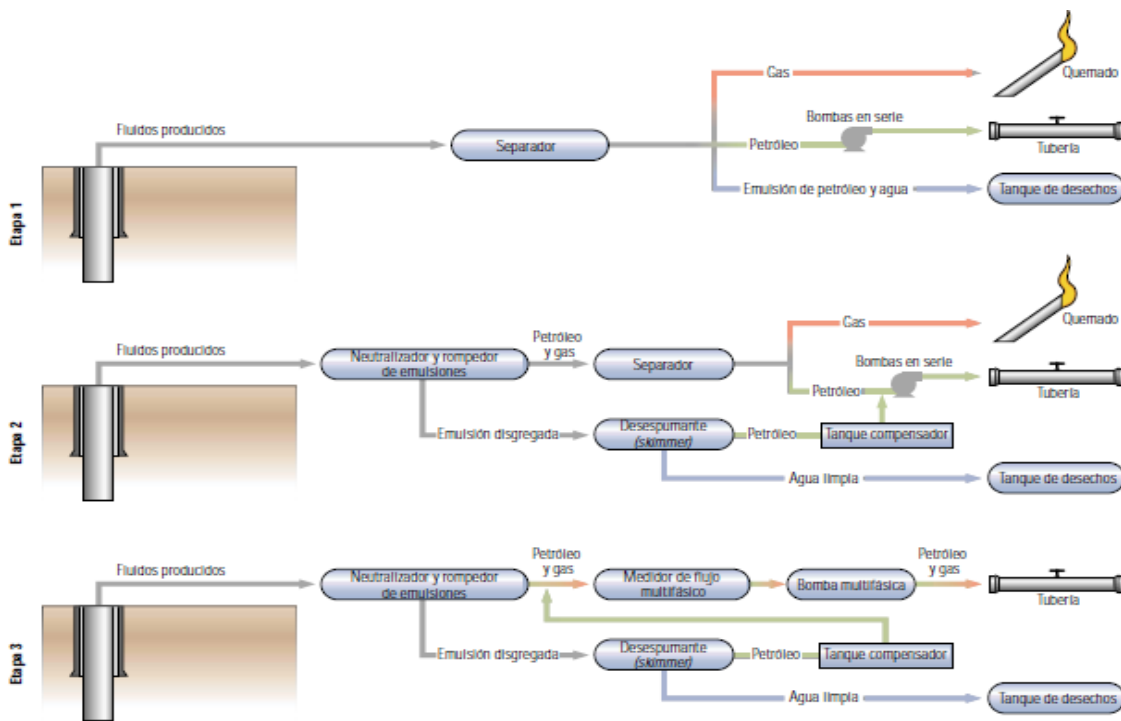 Etapa 1
Fluidos producidos
Separador
Gas
Quemado
Petróleo
Bombas en serie
Tubería
Emulsión de petróleo y agua
Tanque de desechos
Etapa 2
Fluidos producidos
Neutralizador y rompedor
de emulsiones
Petróleo
y gas
Separador
Gas
Quemado
Petróleo
Bombas en serie
Tubería
Emulsión disgregada
Desespumante
(skimmer)
Petróleo
Tanque compensador
Agua limpia
Tanque de desechos
Etapa 3
Fluidos producidos
Neutralizador y rompedor
de emulsiones
Petróleo
y gas
Medidor de flujo
multifásico
Bomba multifásica
Petróleo
y gas
Tubería
Emulsión disgregada
Desespumante
(skimmer)
Petróleo
Tanque compensador
Agua limpia
Tanque de desechos